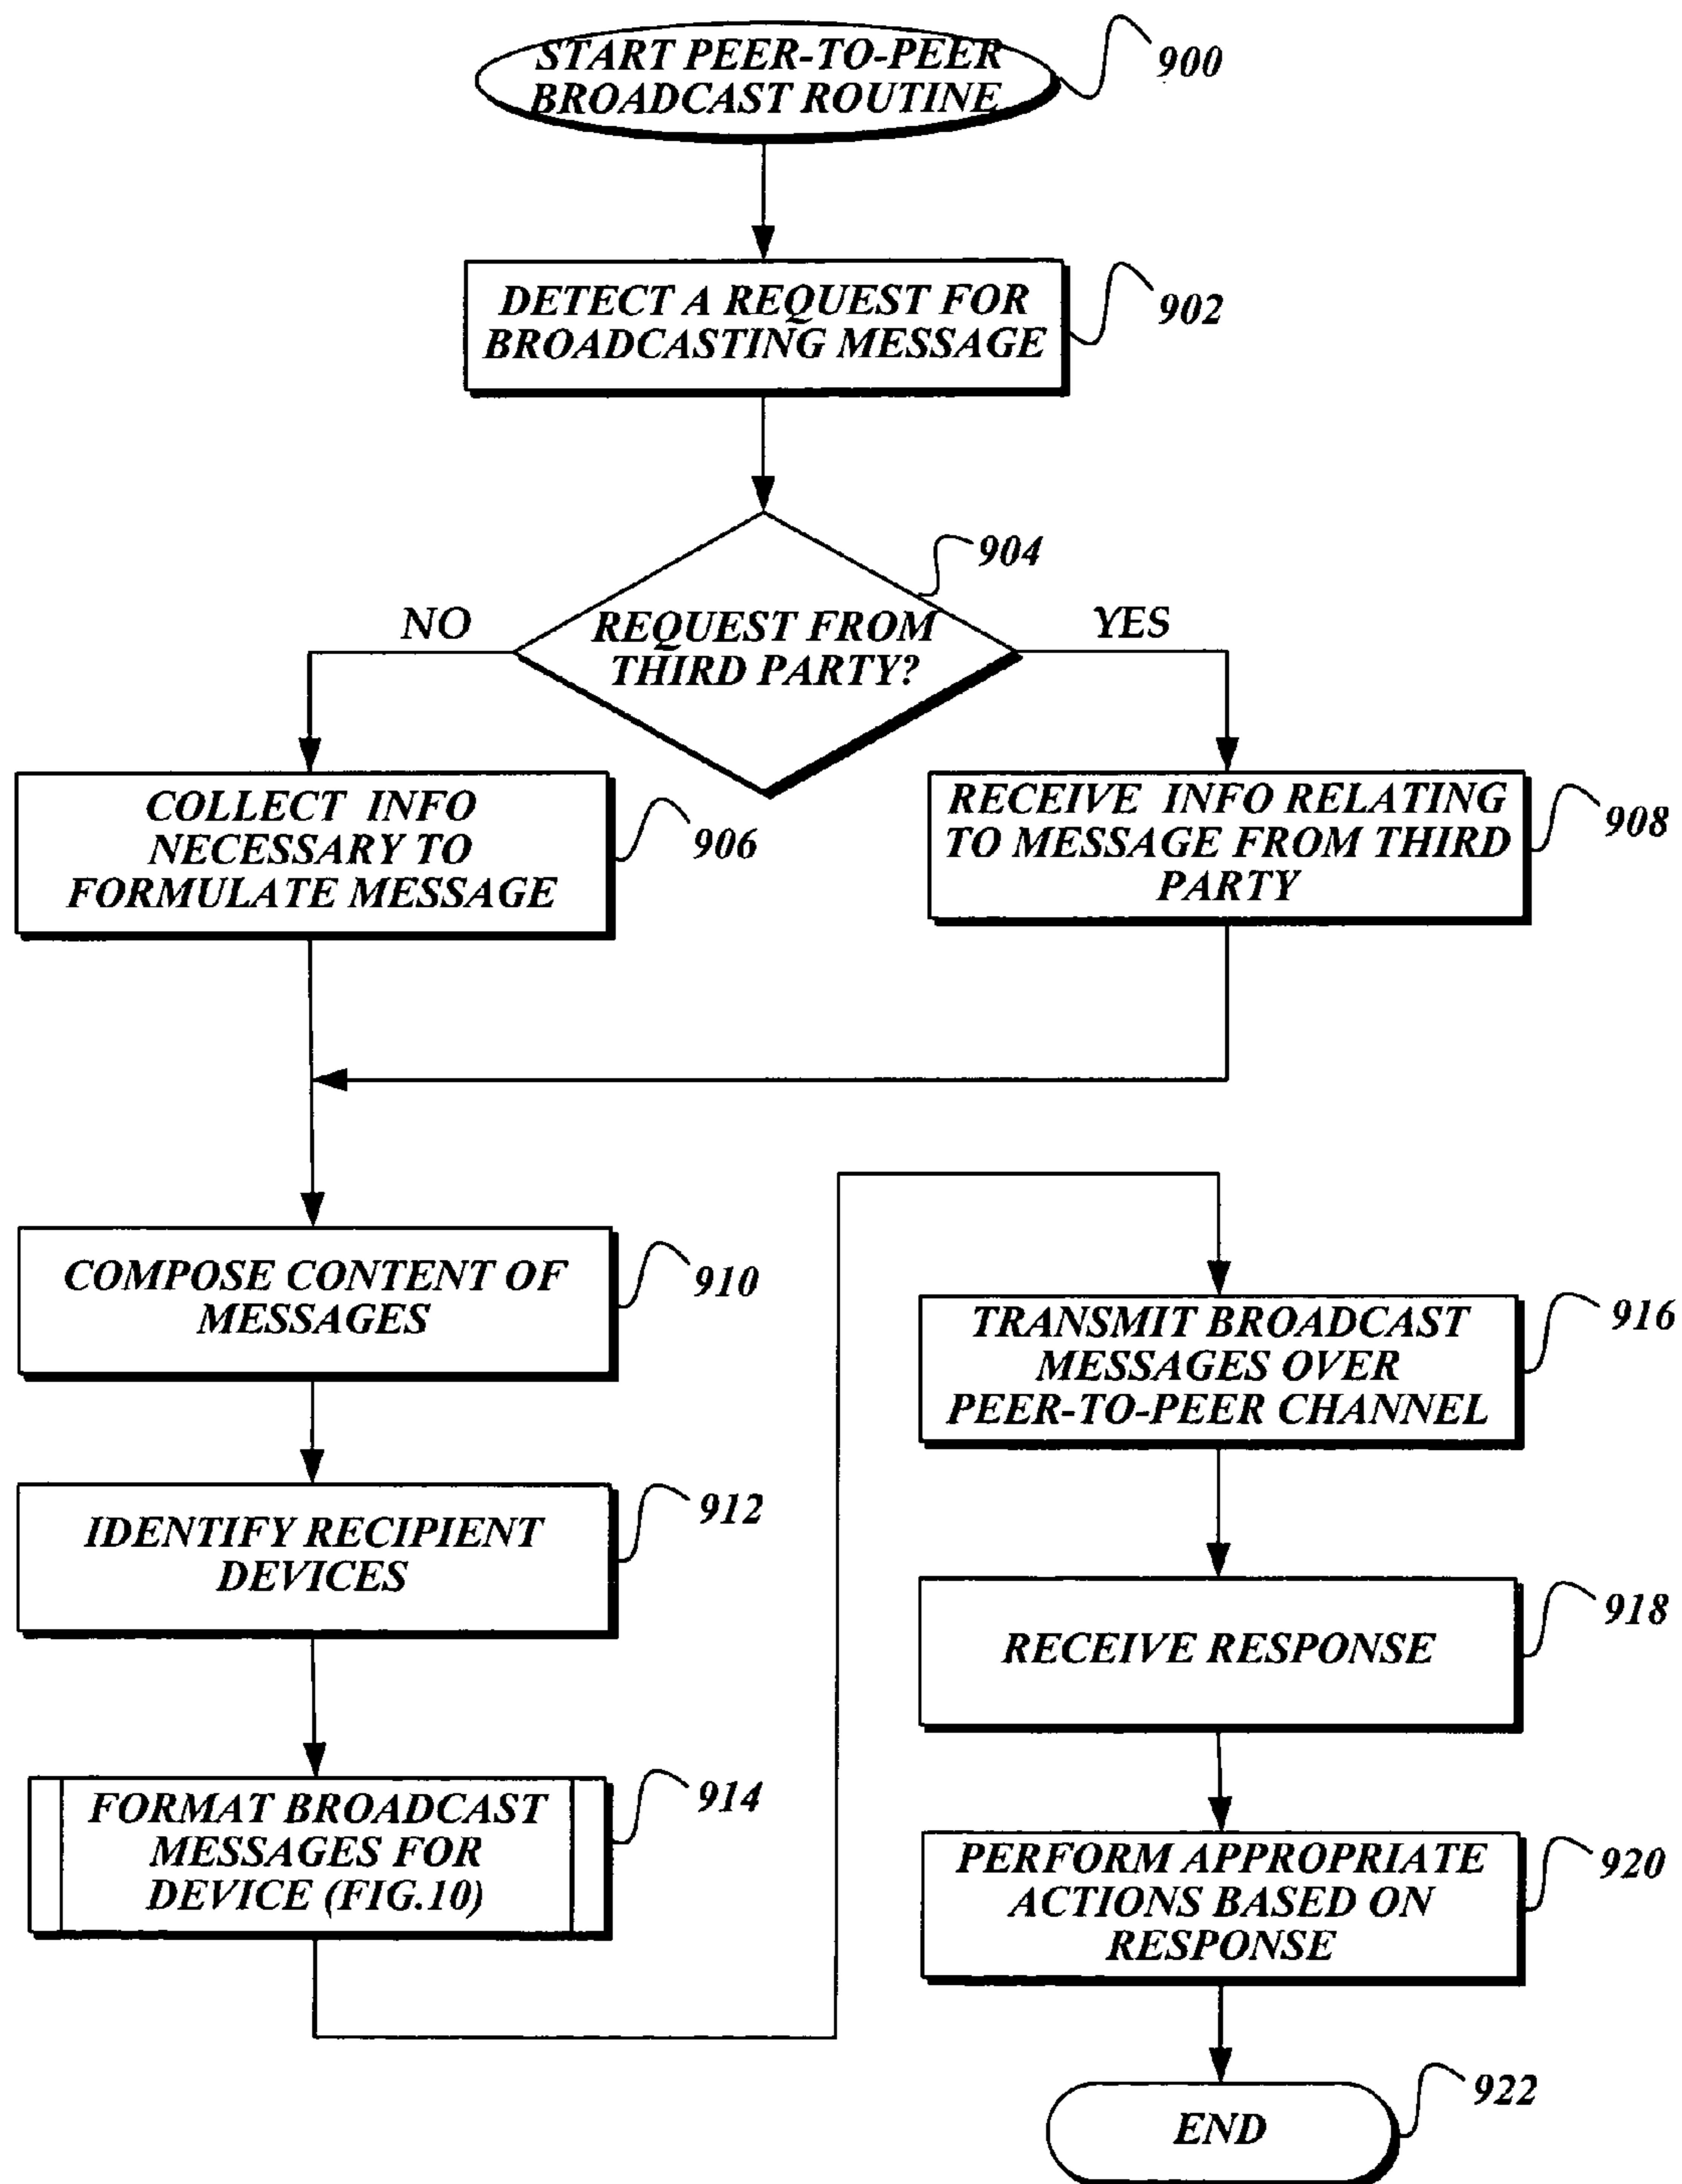 START PEER-TO-PEER
BROADCAST ROUTINE
900
DETECT A REQUEST FOR
BROADCASTING MESSAGE
902
904
NO
REQUEST FROM
THIRD PARTY?
YES
COLLECT INFO
NECESSARY TO
FORMULATE MESSAGE
906
RECEIVE INFO RELATING
TO MESSAGE FROM THIRD
PARTY
908
COMPOSE CONTENT OF
MESSAGES
910
IDENTIFY RECIPIENT
DEVICES
912
FORMAT BROADCAST
MESSAGES FOR
DEVICE (FIG.10)
914
TRANSMIT BROADCAST
MESSAGES OVER
PEER-TO-PEER CHANNEL
916
RECEIVE RESPONSE
918
PERFORM APPROPRIATE
ACTIONS BASED ON
RESPONSE
920
END
922